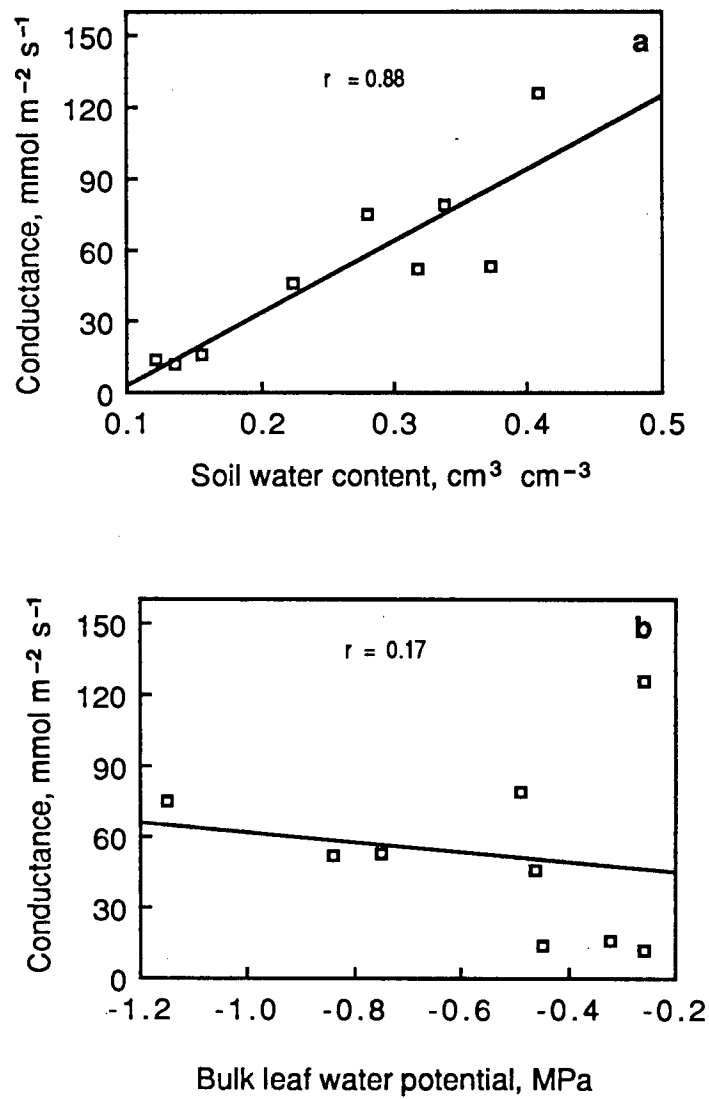 a
r = 0.88
150
120
90
60
30
0
Conductance, mmol m⁻² s⁻¹
0.1 0.2 0.3 0.4 0.5
Soil water content, cm³ cm⁻³
b
r = 0.17
150
120
90
60
30
0
Conductance, mmol m⁻² s⁻¹
-1.2 -1.0 -0.8 -0.6 -0.4 -0.2
Bulk leaf water potential, MPa